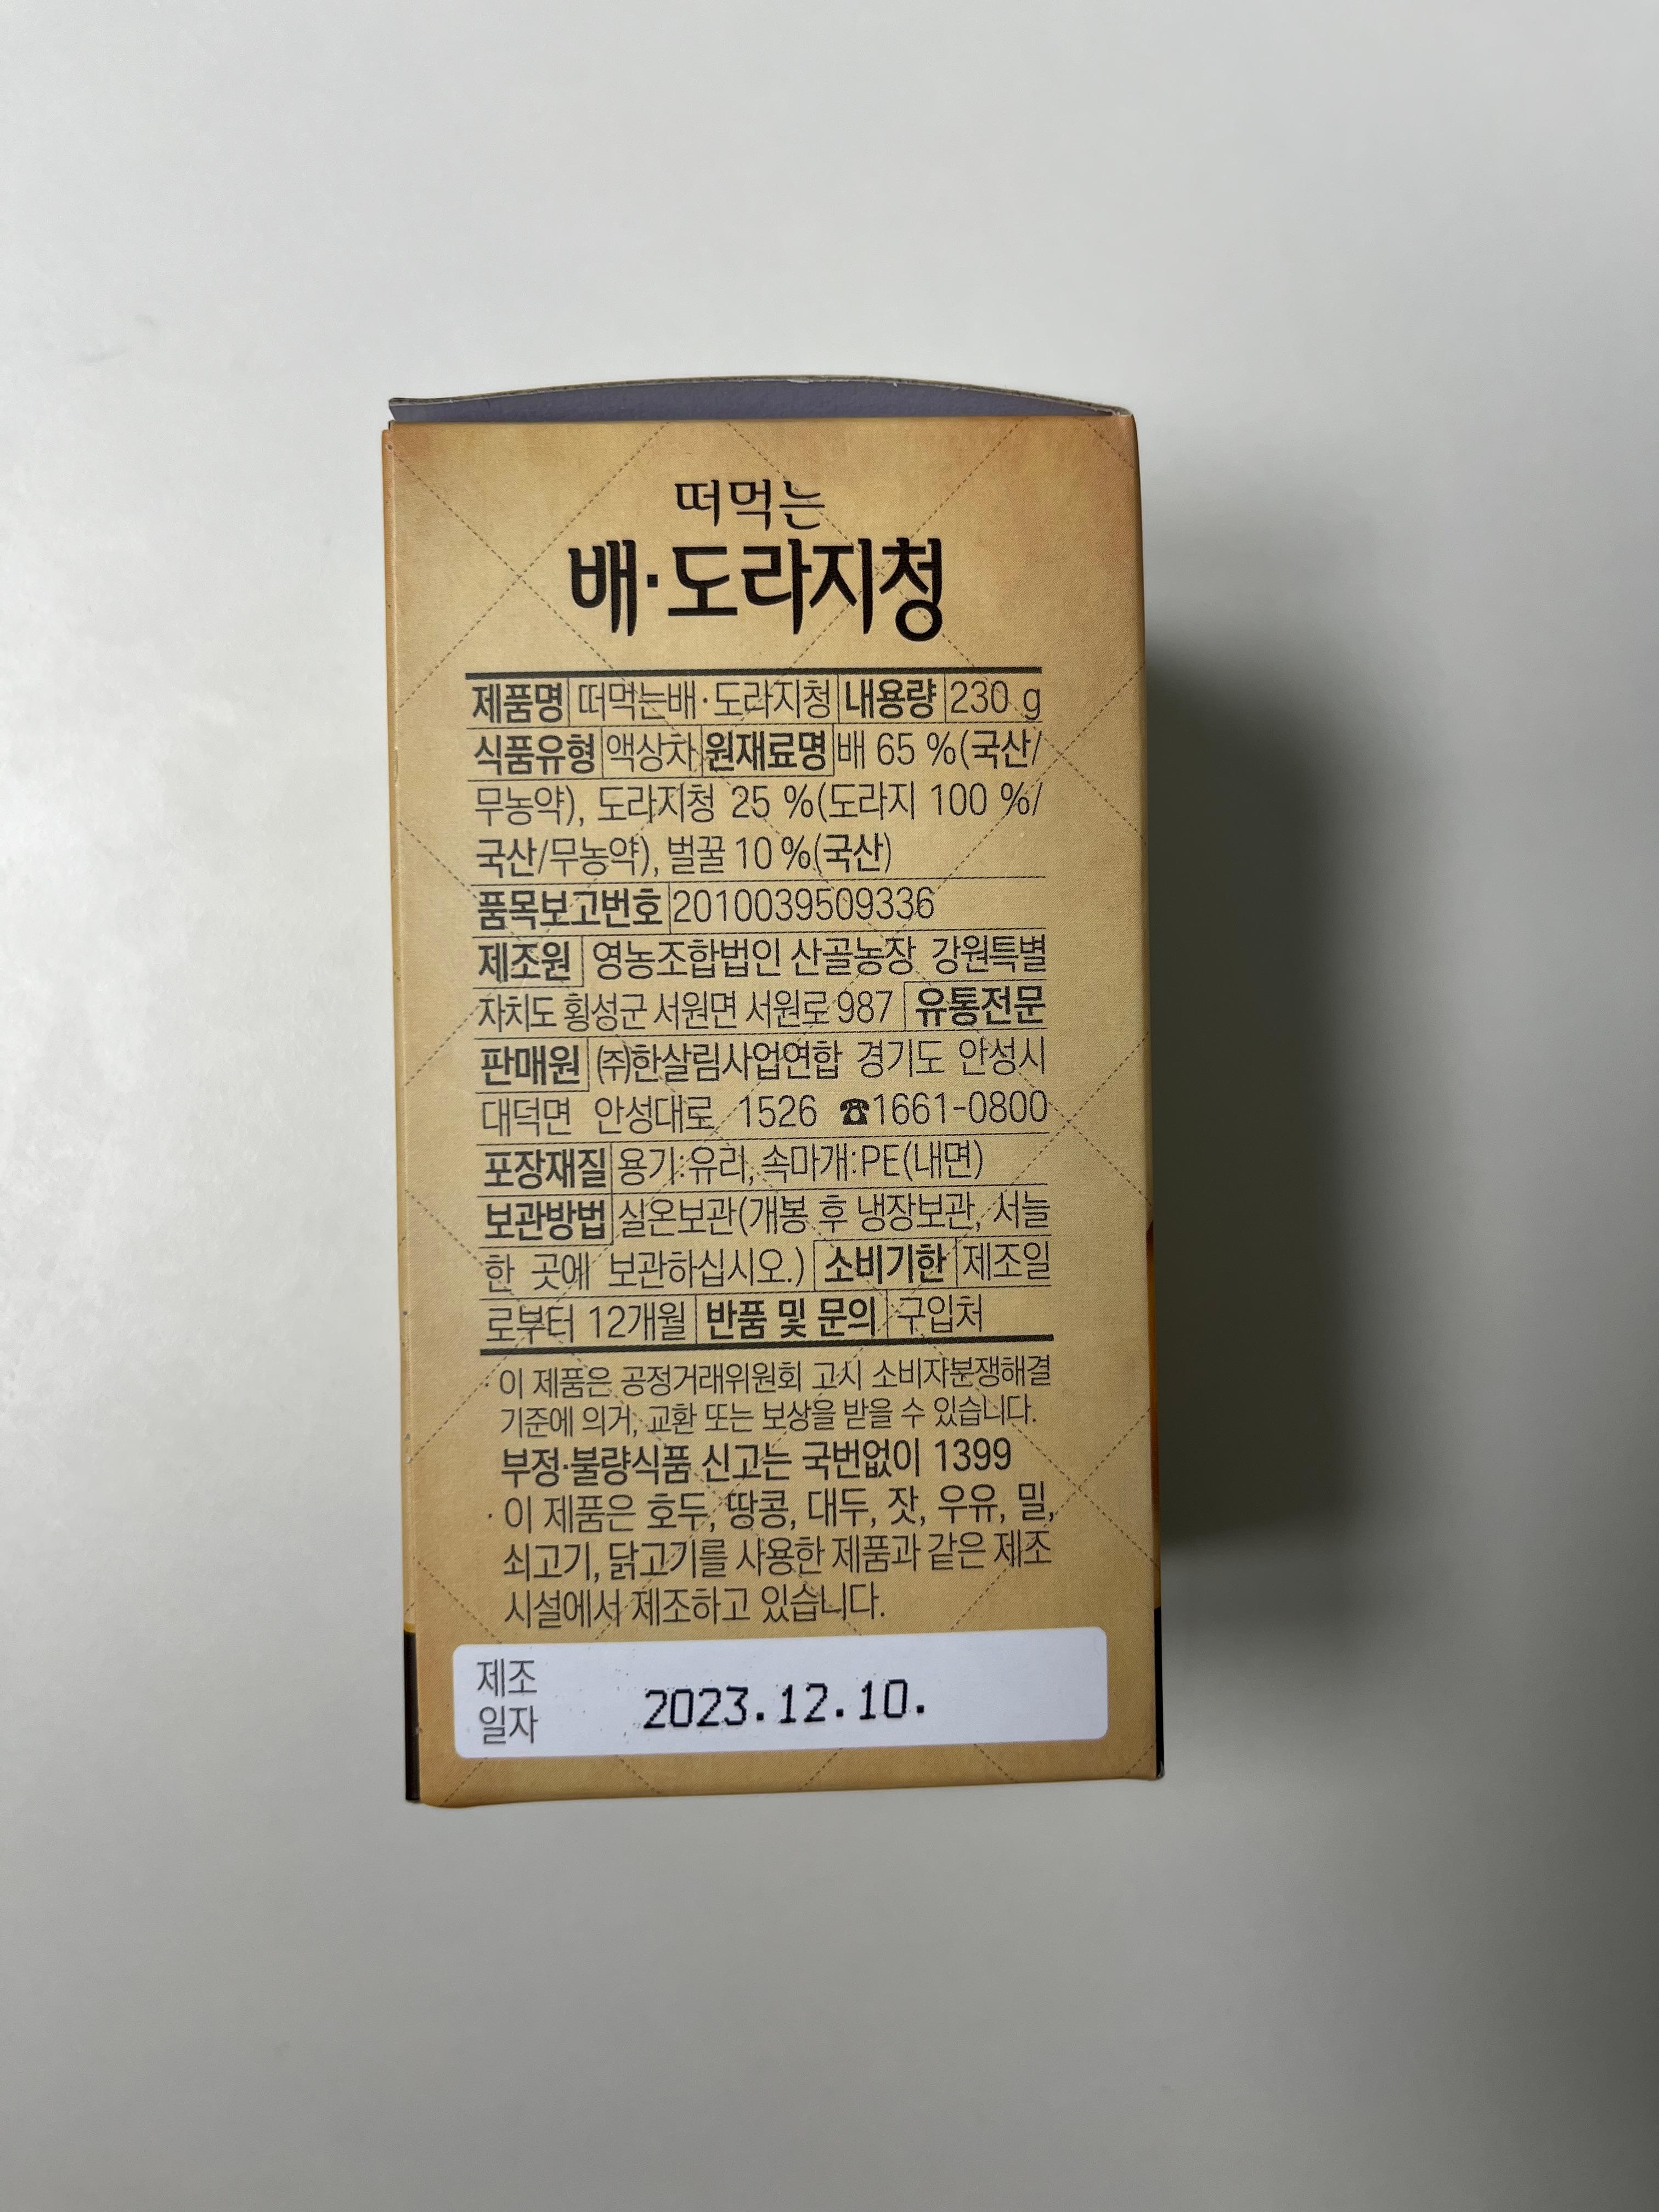 떠먹는
배·도라지청
제품명 떠먹는배·도라지청 내용량 230 g
식품유형 액상차 원재료명 배 65 %(국산/
무농약), 도라지청 25 %(도라지 100 %/
국산/무농약), 벌꿀 10 %(국산)
품목보고번호 2010039509336
제조원 영농조합법인 산골농장 강원특별
자치도 횡성군 서원면 서원로 987 유통전문
판매원 ㈜한살림사업연합 경기도 안성시
대덕면 안성대로 1526 ☎1661-0800
포장재질 용기:유리, 속마개:PE(내면)
보관방법 실온보관(개봉 후 냉장보관, 서늘
한 곳에 보관하십시오.) 소비기한 제조일
로부터 12개월 반품 및 문의 구입처
· 이 제품은 공정거래위원회 고시 소비자분쟁해결
기준에 의거, 교환 또는 보상을 받을 수 있습니다.
부정·불량식품 신고는 국번없이 1399
· 이 제품은 호두, 땅콩, 대두, 잣, 우유, 밀,
쇠고기, 닭고기를 사용한 제품과 같은 제조
시설에서 제조하고 있습니다.
제조
일자 2023.12.10.